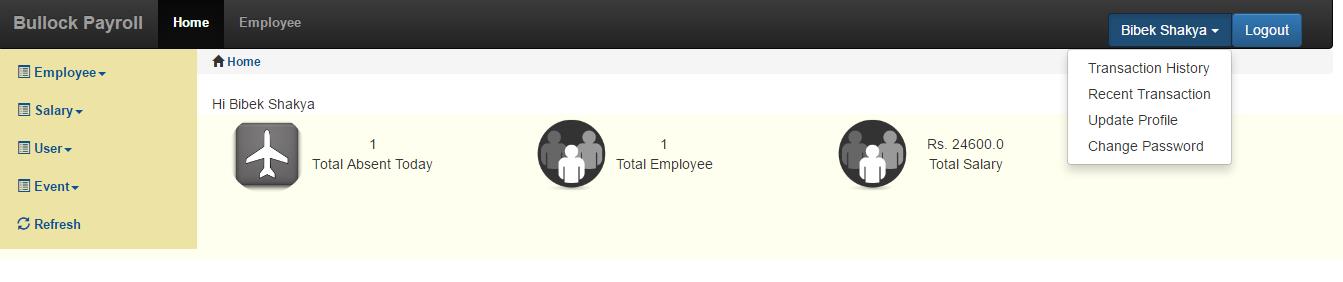 Bullock Payroll Home Employee Bibek Shakya Logout
Employee
Salary
User
Event
Refresh
Home
Hi Bibek Shakya
1
Total Absent Today
1
Total Employee
Rs. 24600.0
Total Salary
Transaction History
Recent Transaction
Update Profile
Change Password